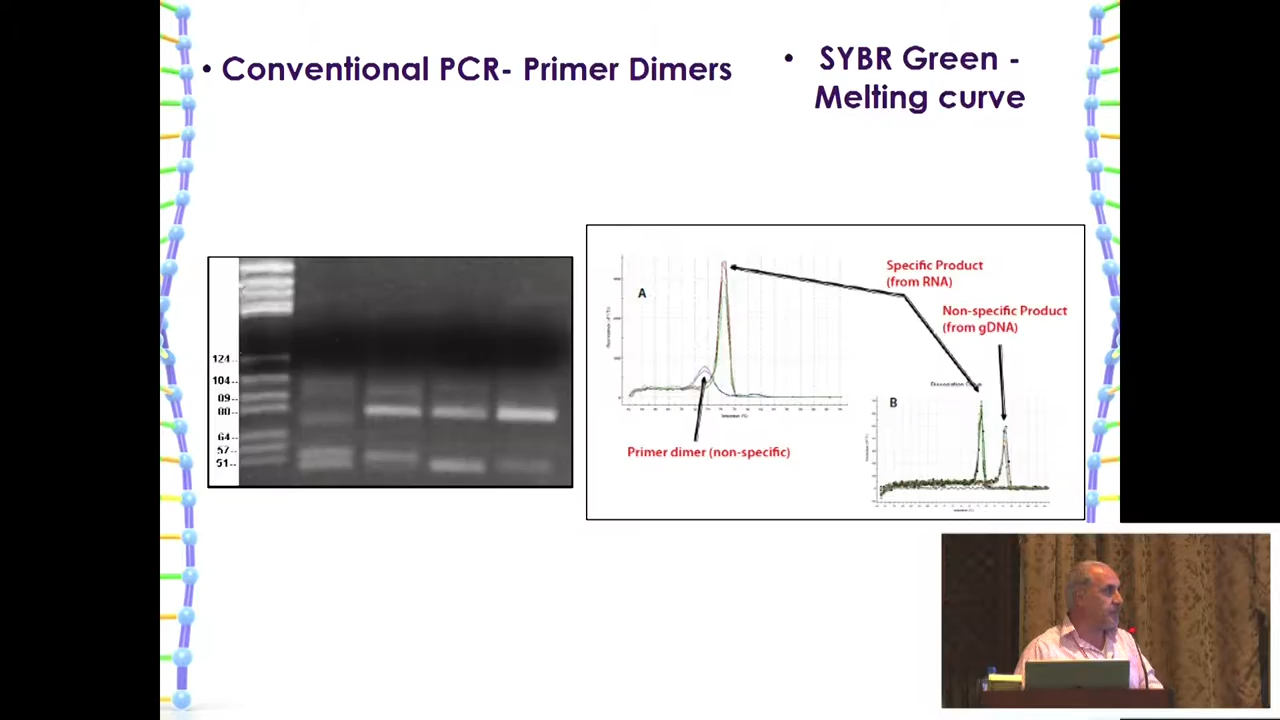 • Conventional PCR- Primer Dimers
• SYBR Green -
Melting curve
124
104
89
80
64
57
51
A
Specific Product
(from RNA)
Non-specific Product
(from gDNA)
Primer dimer (non-specific)
B